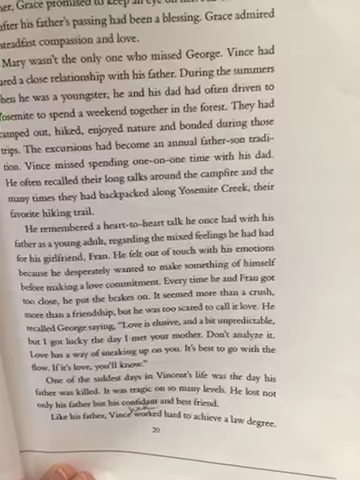 her, Grace promised to keep an eye on
after his father's passing had been a blessing. Grace admired
steadfast compassion and love.
Mary wasn't the only one who missed George. Vince had
ared a close relationship with his father. During the summers
hen he was a youngster, he and his dad had often driven to
Yosemite to spend a weekend together in the forest. They had
camped out, hiked, enjoyed nature and bonded during those
trips. The excursions had become an annual father-son tradi-
tion. Vince missed spending one-on-one time with his dad.
He often recalled their long talks around the campfire and the
many times they had backpacked along Yosemite Creek, their
favorite hiking trail.
He remembered a heart-to-heart talk he once had with his
father as a young adult, regarding the mixed feelings he had had
for his girlfriend, Fran. He felt out of touch with his emotions
because he desperately wanted to make something of himself
before making a love commitment. Every time he and Fran got
too close, he put the brakes on. It seemed more than a crush,
more than a friendship, but he was too scared to call it love. He
recalled George saying, "Love is elusive, and a bit unpredictable,
but I got lucky the day I met your mother. Don't analyze it.
Love has a way of sneaking up on you. It's best to go with the
flow. If it's love, you'll know."
One of the saddest days in Vincent's life was the day his
father was killed. It was tragic on so many levels. He lost not
only his father but his confidant and best friend.
Like his father, Vince worked hard to achieve a law degree.
20